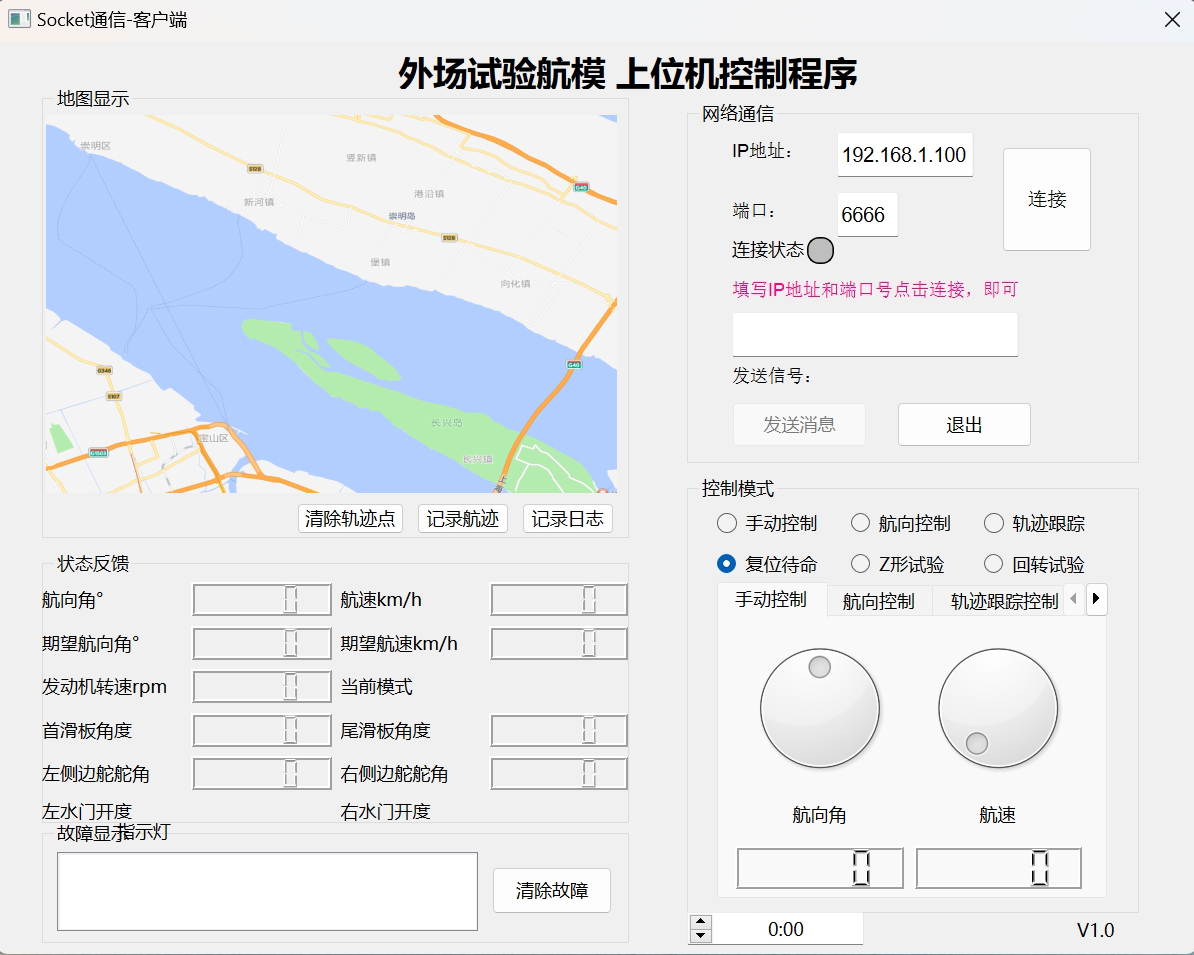 Socket通信-客户端
外场试验航模 上位机控制程序
地图显示
崇明区
竖新镇
S128
G40
新河镇
港沿镇
崇明岛
S128
堡镇
向化镇
G40
G346
S107
长兴岛
宝山区
G1503
长兴镇
清除轨迹点 记录航迹 记录日志
网络通信
IP地址： 192.168.1.100
连接
端口： 6666
连接状态
填写IP地址和端口号点击连接，即可
发送信号：
发送消息 退出
状态反馈
航向角° 0 航速km/h 0
期望航向角° 0 期望航速km/h 0
发动机转速rpm 0 当前模式
首滑板角度 0 尾滑板角度 0
左侧边舵舵角 0 右侧边舵舵角 0
左水门开度 右水门开度
故障显示指示灯
清除故障
控制模式
手动控制 航向控制 轨迹跟踪
复位待命 Z形试验 回转试验
手动控制 航向控制 轨迹跟踪控制
航向角 航速
0 0
0:00
V1.0